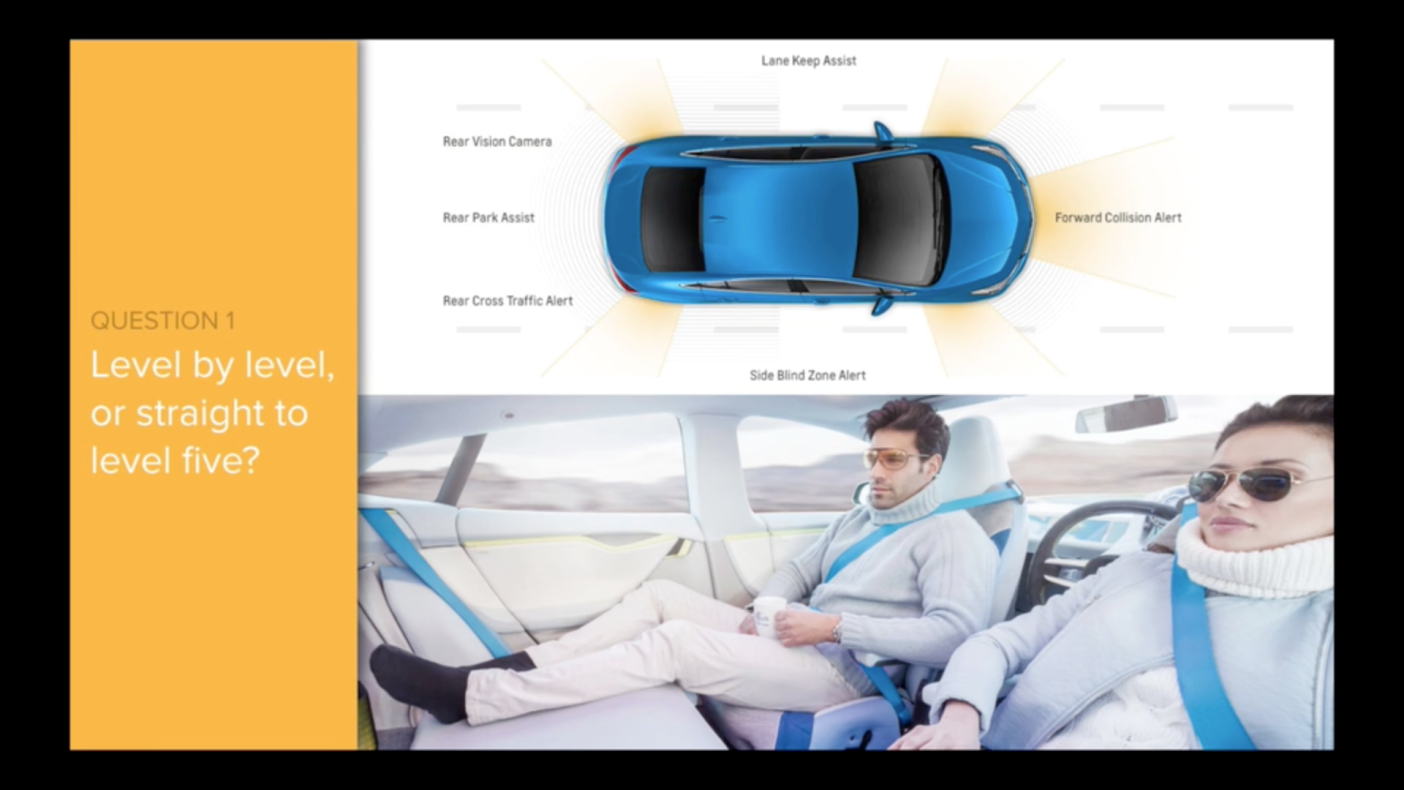 QUESTION 1
Level by level,
or straight to
level five?
Lane Keep Assist
Rear Vision Camera
Rear Park Assist
Forward Collision Alert
Rear Cross Traffic Alert
Side Blind Zone Alert